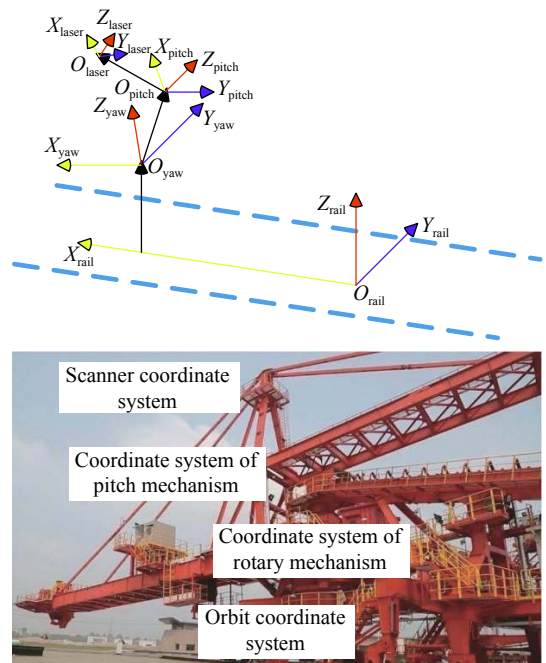 X_laser
Z_laser
Y_laser
O_laser
X_pitch
Z_pitch
O_pitch
Y_pitch
Z_yaw
Y_yaw
X_yaw
O_yaw
Z_rail
Y_rail
X_rail
O_rail
Scanner coordinate
system
Coordinate system of
pitch mechanism
Coordinate system of
rotary mechanism
Orbit coordinate
system